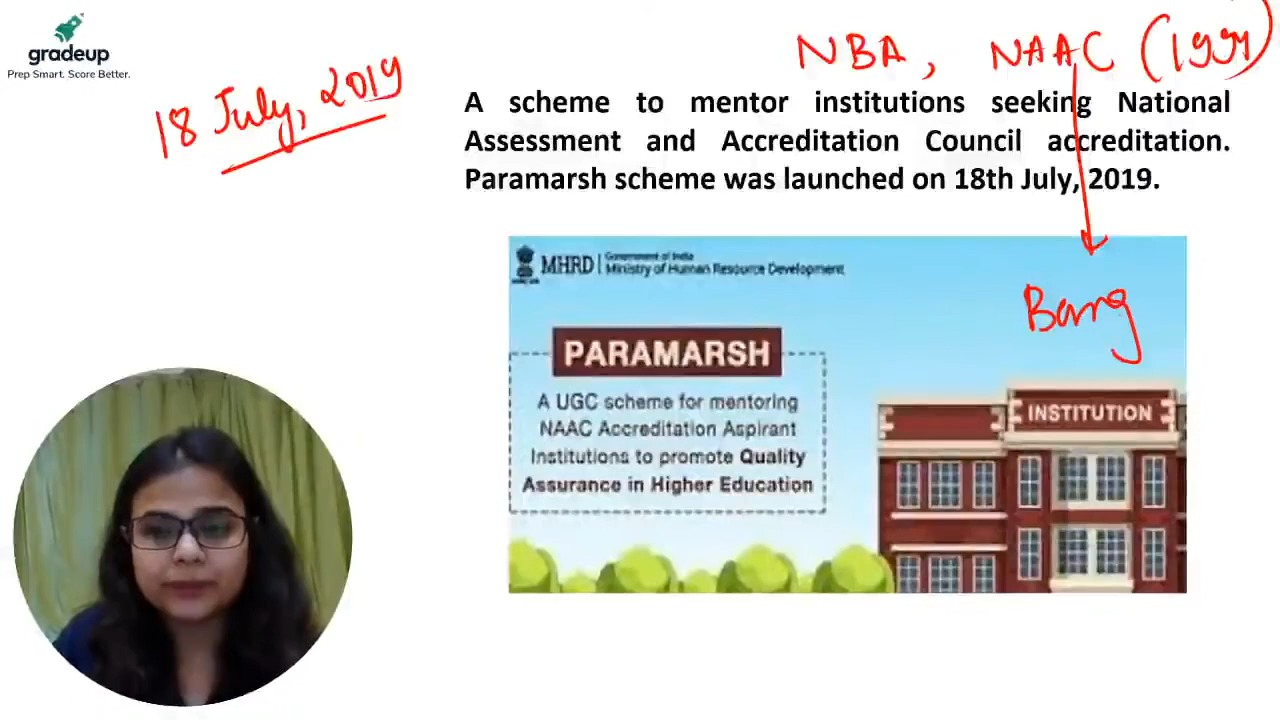 gradeup
Prep Smart. Score Better.
18 July, 2019
NBA, NAAC (1994)
A scheme to mentor institutions seeking National
Assessment and Accreditation Council accreditation.
Paramarsh scheme was launched on 18th July, 2019.
MHRD
Government of India
Ministry of Human Resource Development
Bang
PARAMARSH
A UGC scheme for mentoring
NAAC Accreditation Aspirant
Institutions to promote Quality
Assurance in Higher Education
INSTITUTION